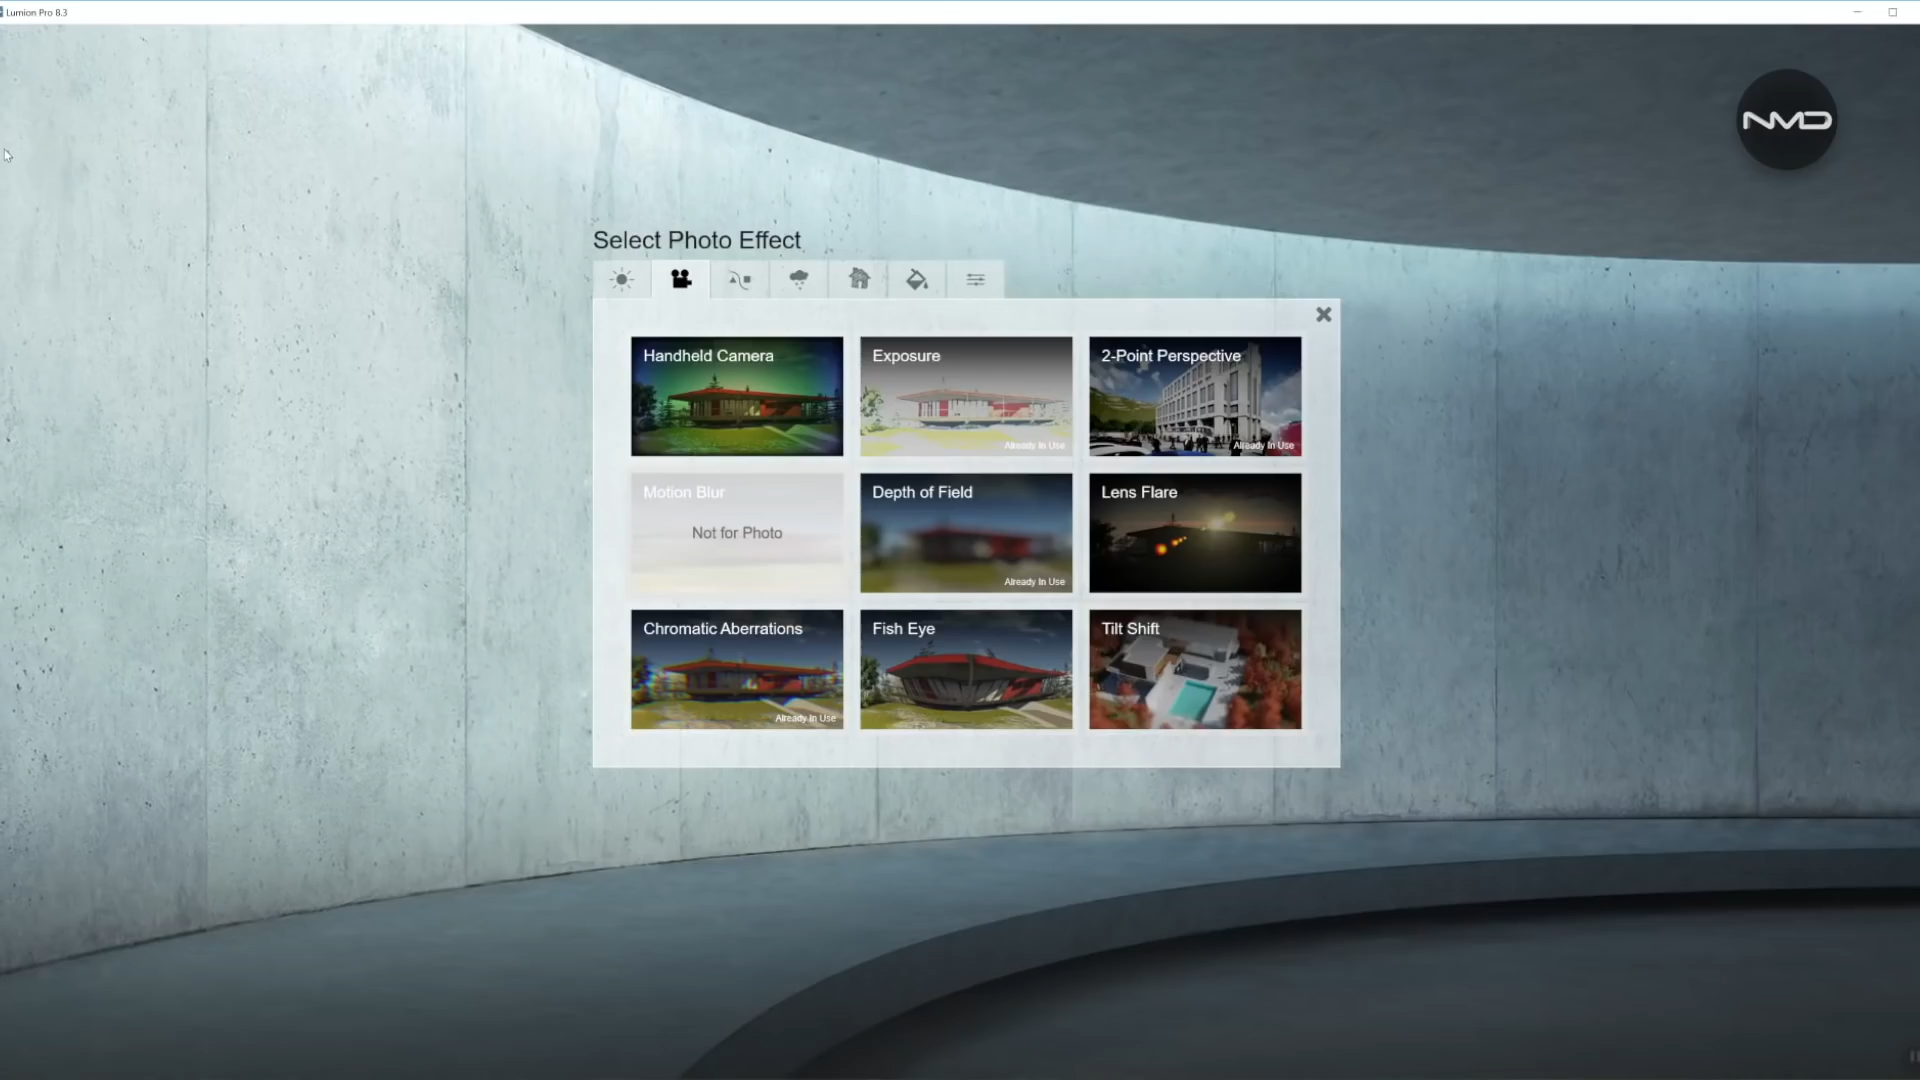 Lumion Pro 8.3
NMD
Select Photo Effect
Handheld Camera
Exposure
Already In Use
2-Point Perspective
Already In Use
Motion Blur
Not for Photo
Depth of Field
Already In Use
Lens Flare
Chromatic Aberrations
Already In Use
Fish Eye
Tilt Shift